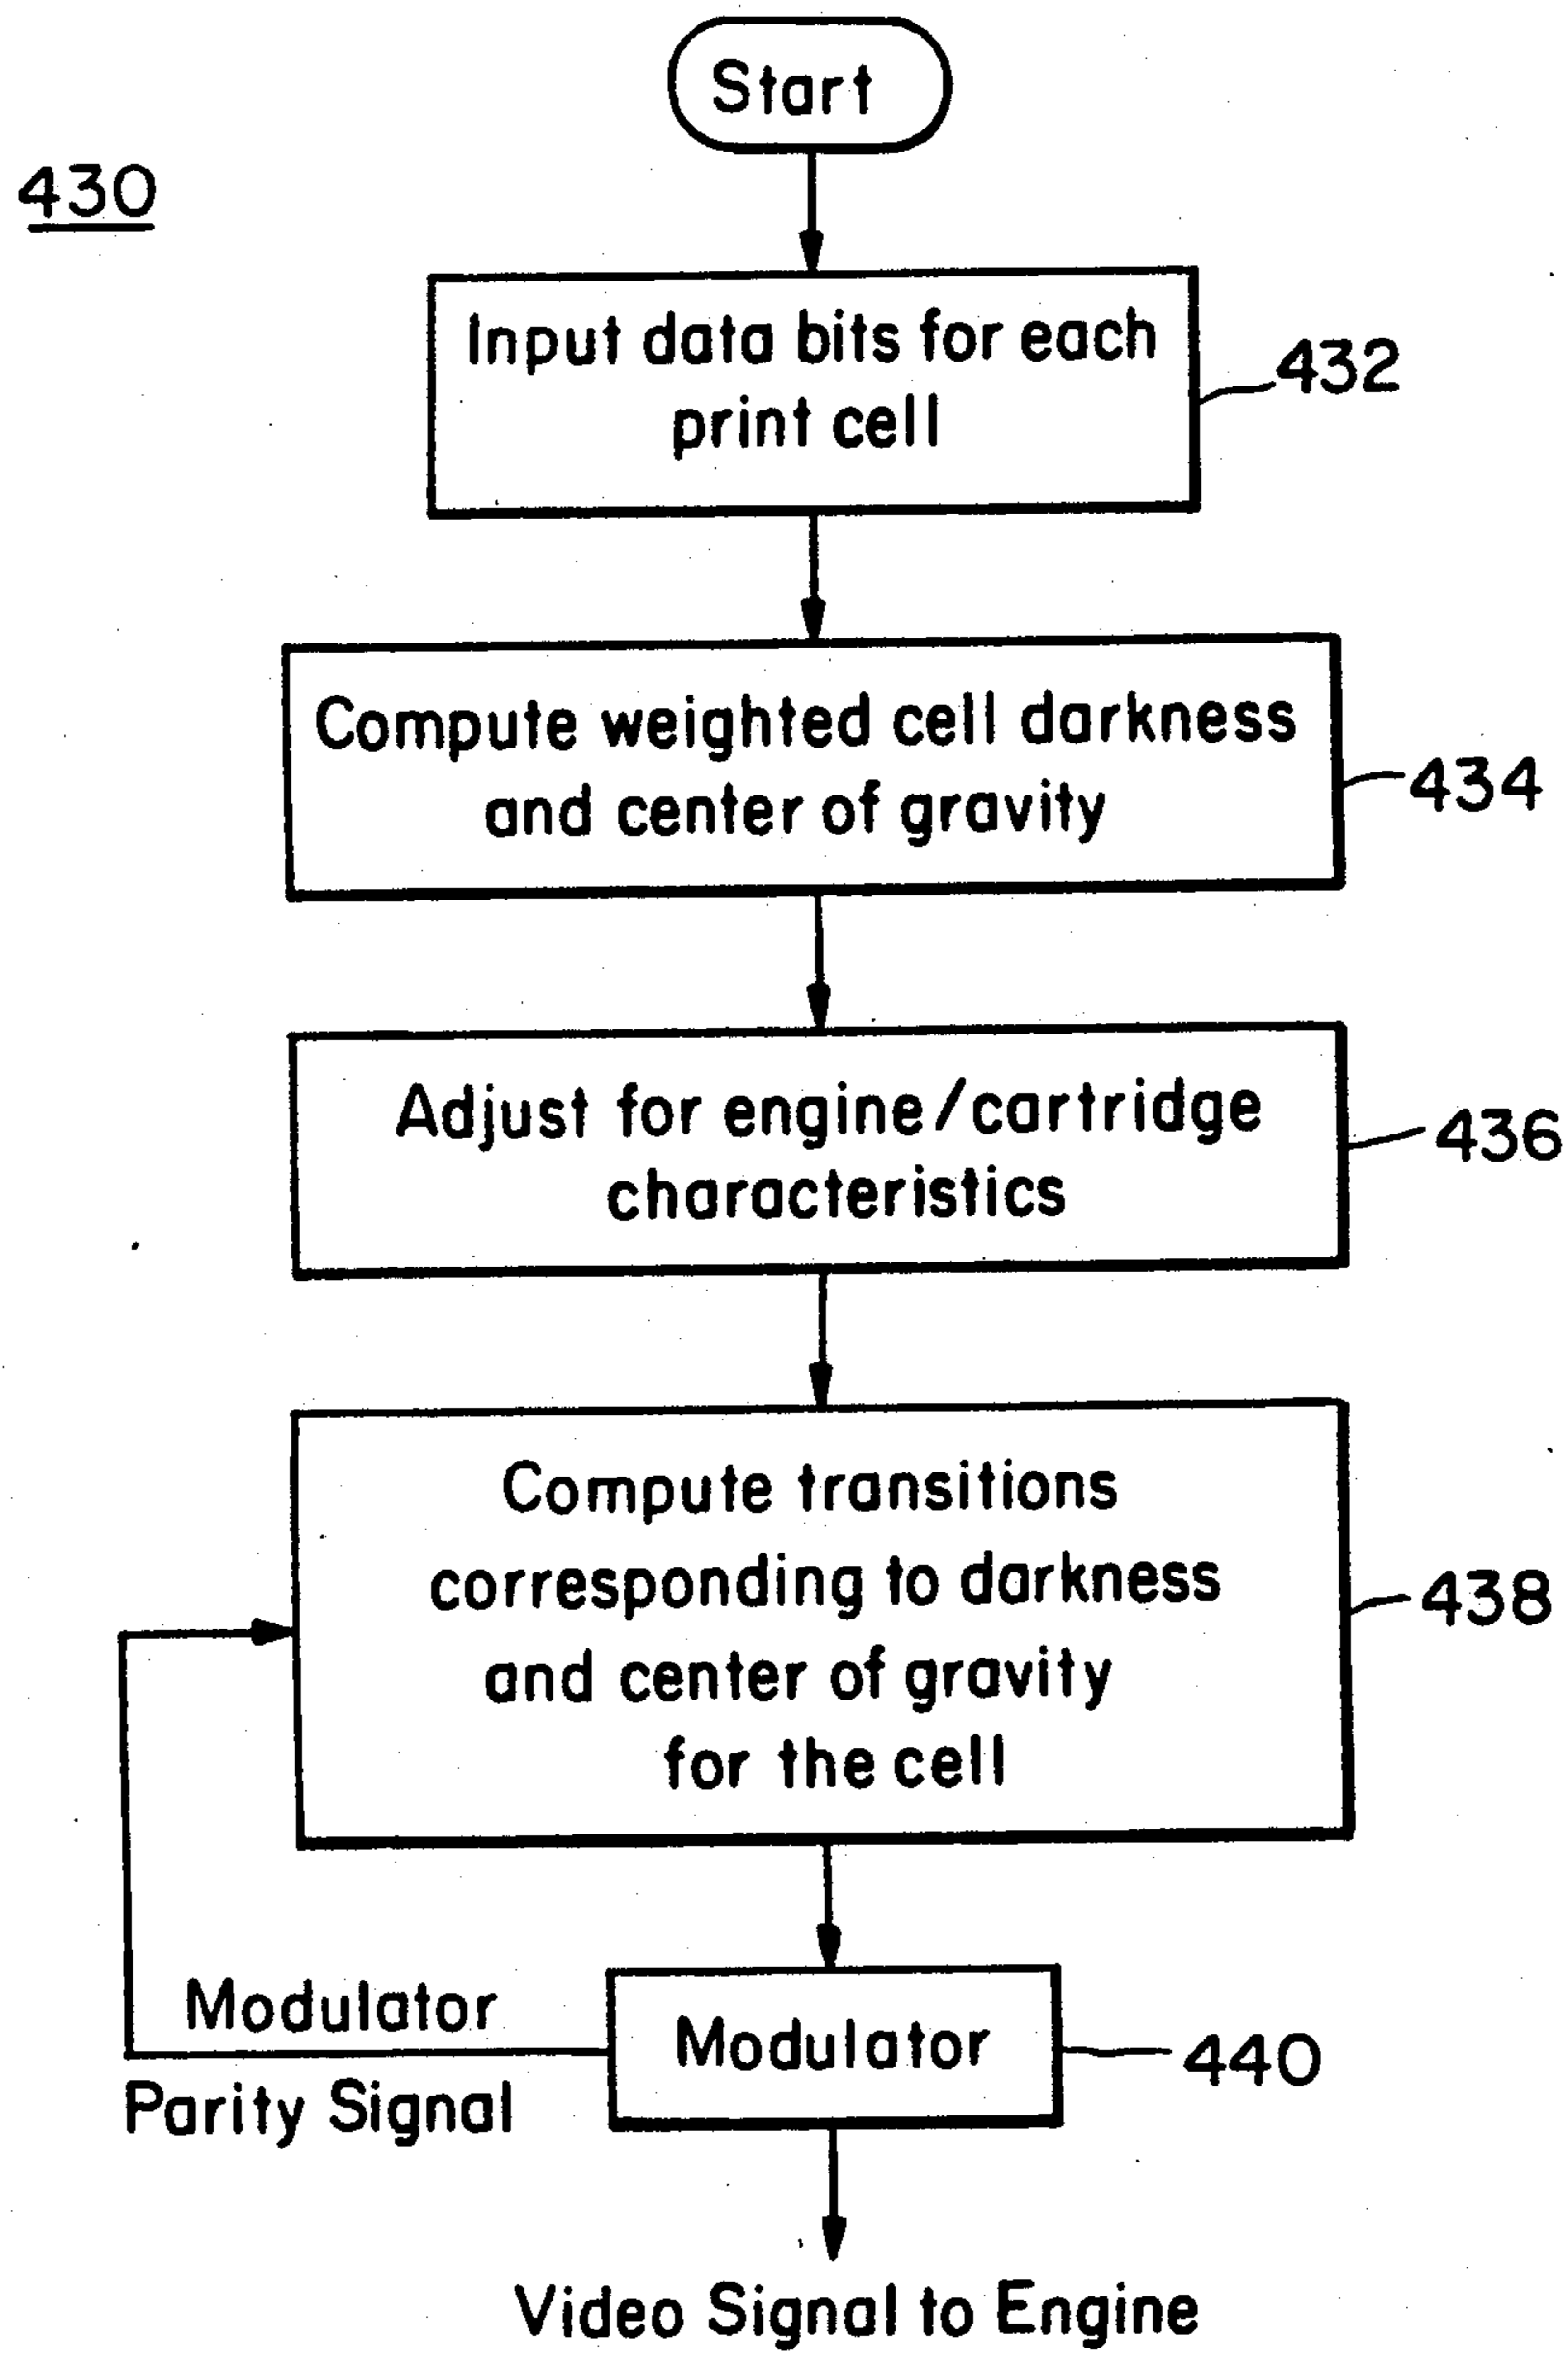 Start
430
Input data bits for each
print cell
432
Compute weighted cell darkness
and center of gravity
434
Adjust for engine/cartridge
characteristics
436
Compute transitions
corresponding to darkness
and center of gravity
for the cell
438
Modulator
Parity Signal
Modulator
440
Video Signal to Engine